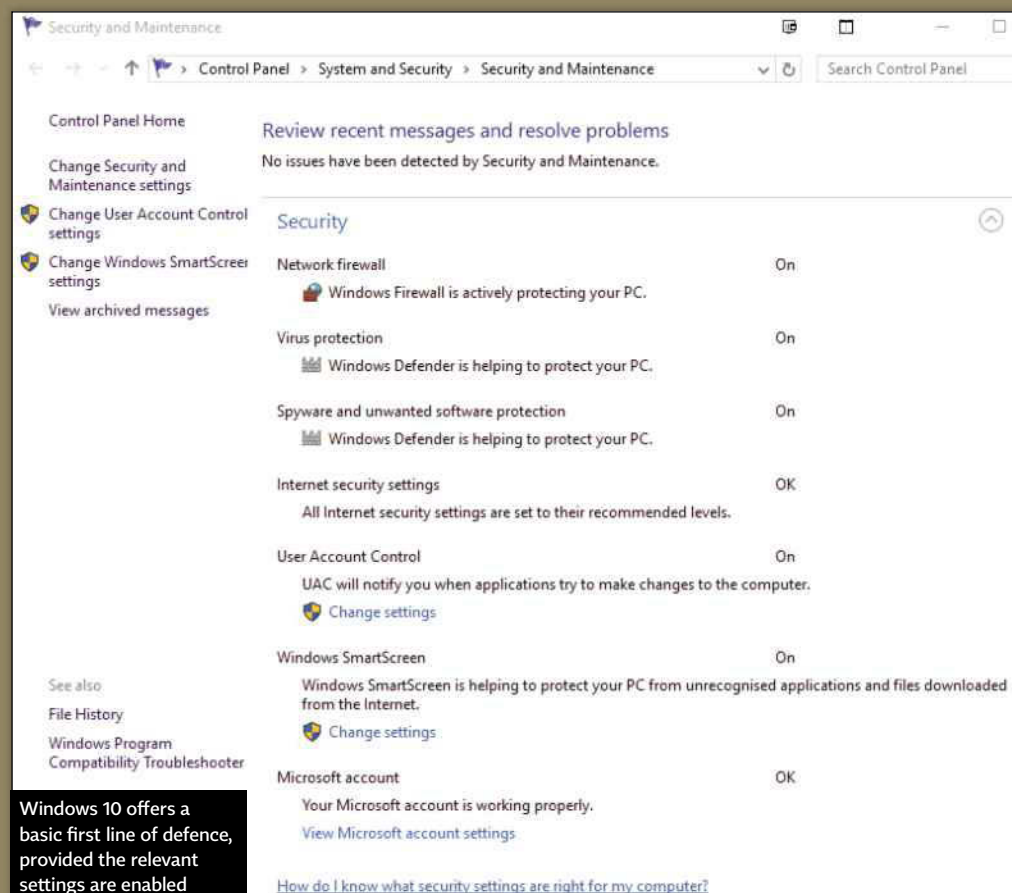 Security and Maintenance
Control Panel > System and Security > Security and Maintenance
Search Control Panel
Control Panel Home
Change Security and
Maintenance settings
Change User Account Control
settings
Change Windows SmartScreen
settings
View archived messages
See also
File History
Windows Program
Compatibility Troubleshooter
Review recent messages and resolve problems
No issues have been detected by Security and Maintenance.
Security
Network firewall On
Windows Firewall is actively protecting your PC.
Virus protection On
Windows Defender is helping to protect your PC.
Spyware and unwanted software protection On
Windows Defender is helping to protect your PC.
Internet security settings OK
All Internet security settings are set to their recommended levels.
User Account Control On
UAC will notify you when applications try to make changes to the computer.
Change settings
Windows SmartScreen On
Windows SmartScreen is helping to protect your PC from unrecognised applications and files downloaded
from the Internet.
Change settings
Microsoft account OK
Your Microsoft account is working properly.
View Microsoft account settings
How do I know what security settings are right for my computer?
Windows 10 offers a
basic first line of defence,
provided the relevant
settings are enabled